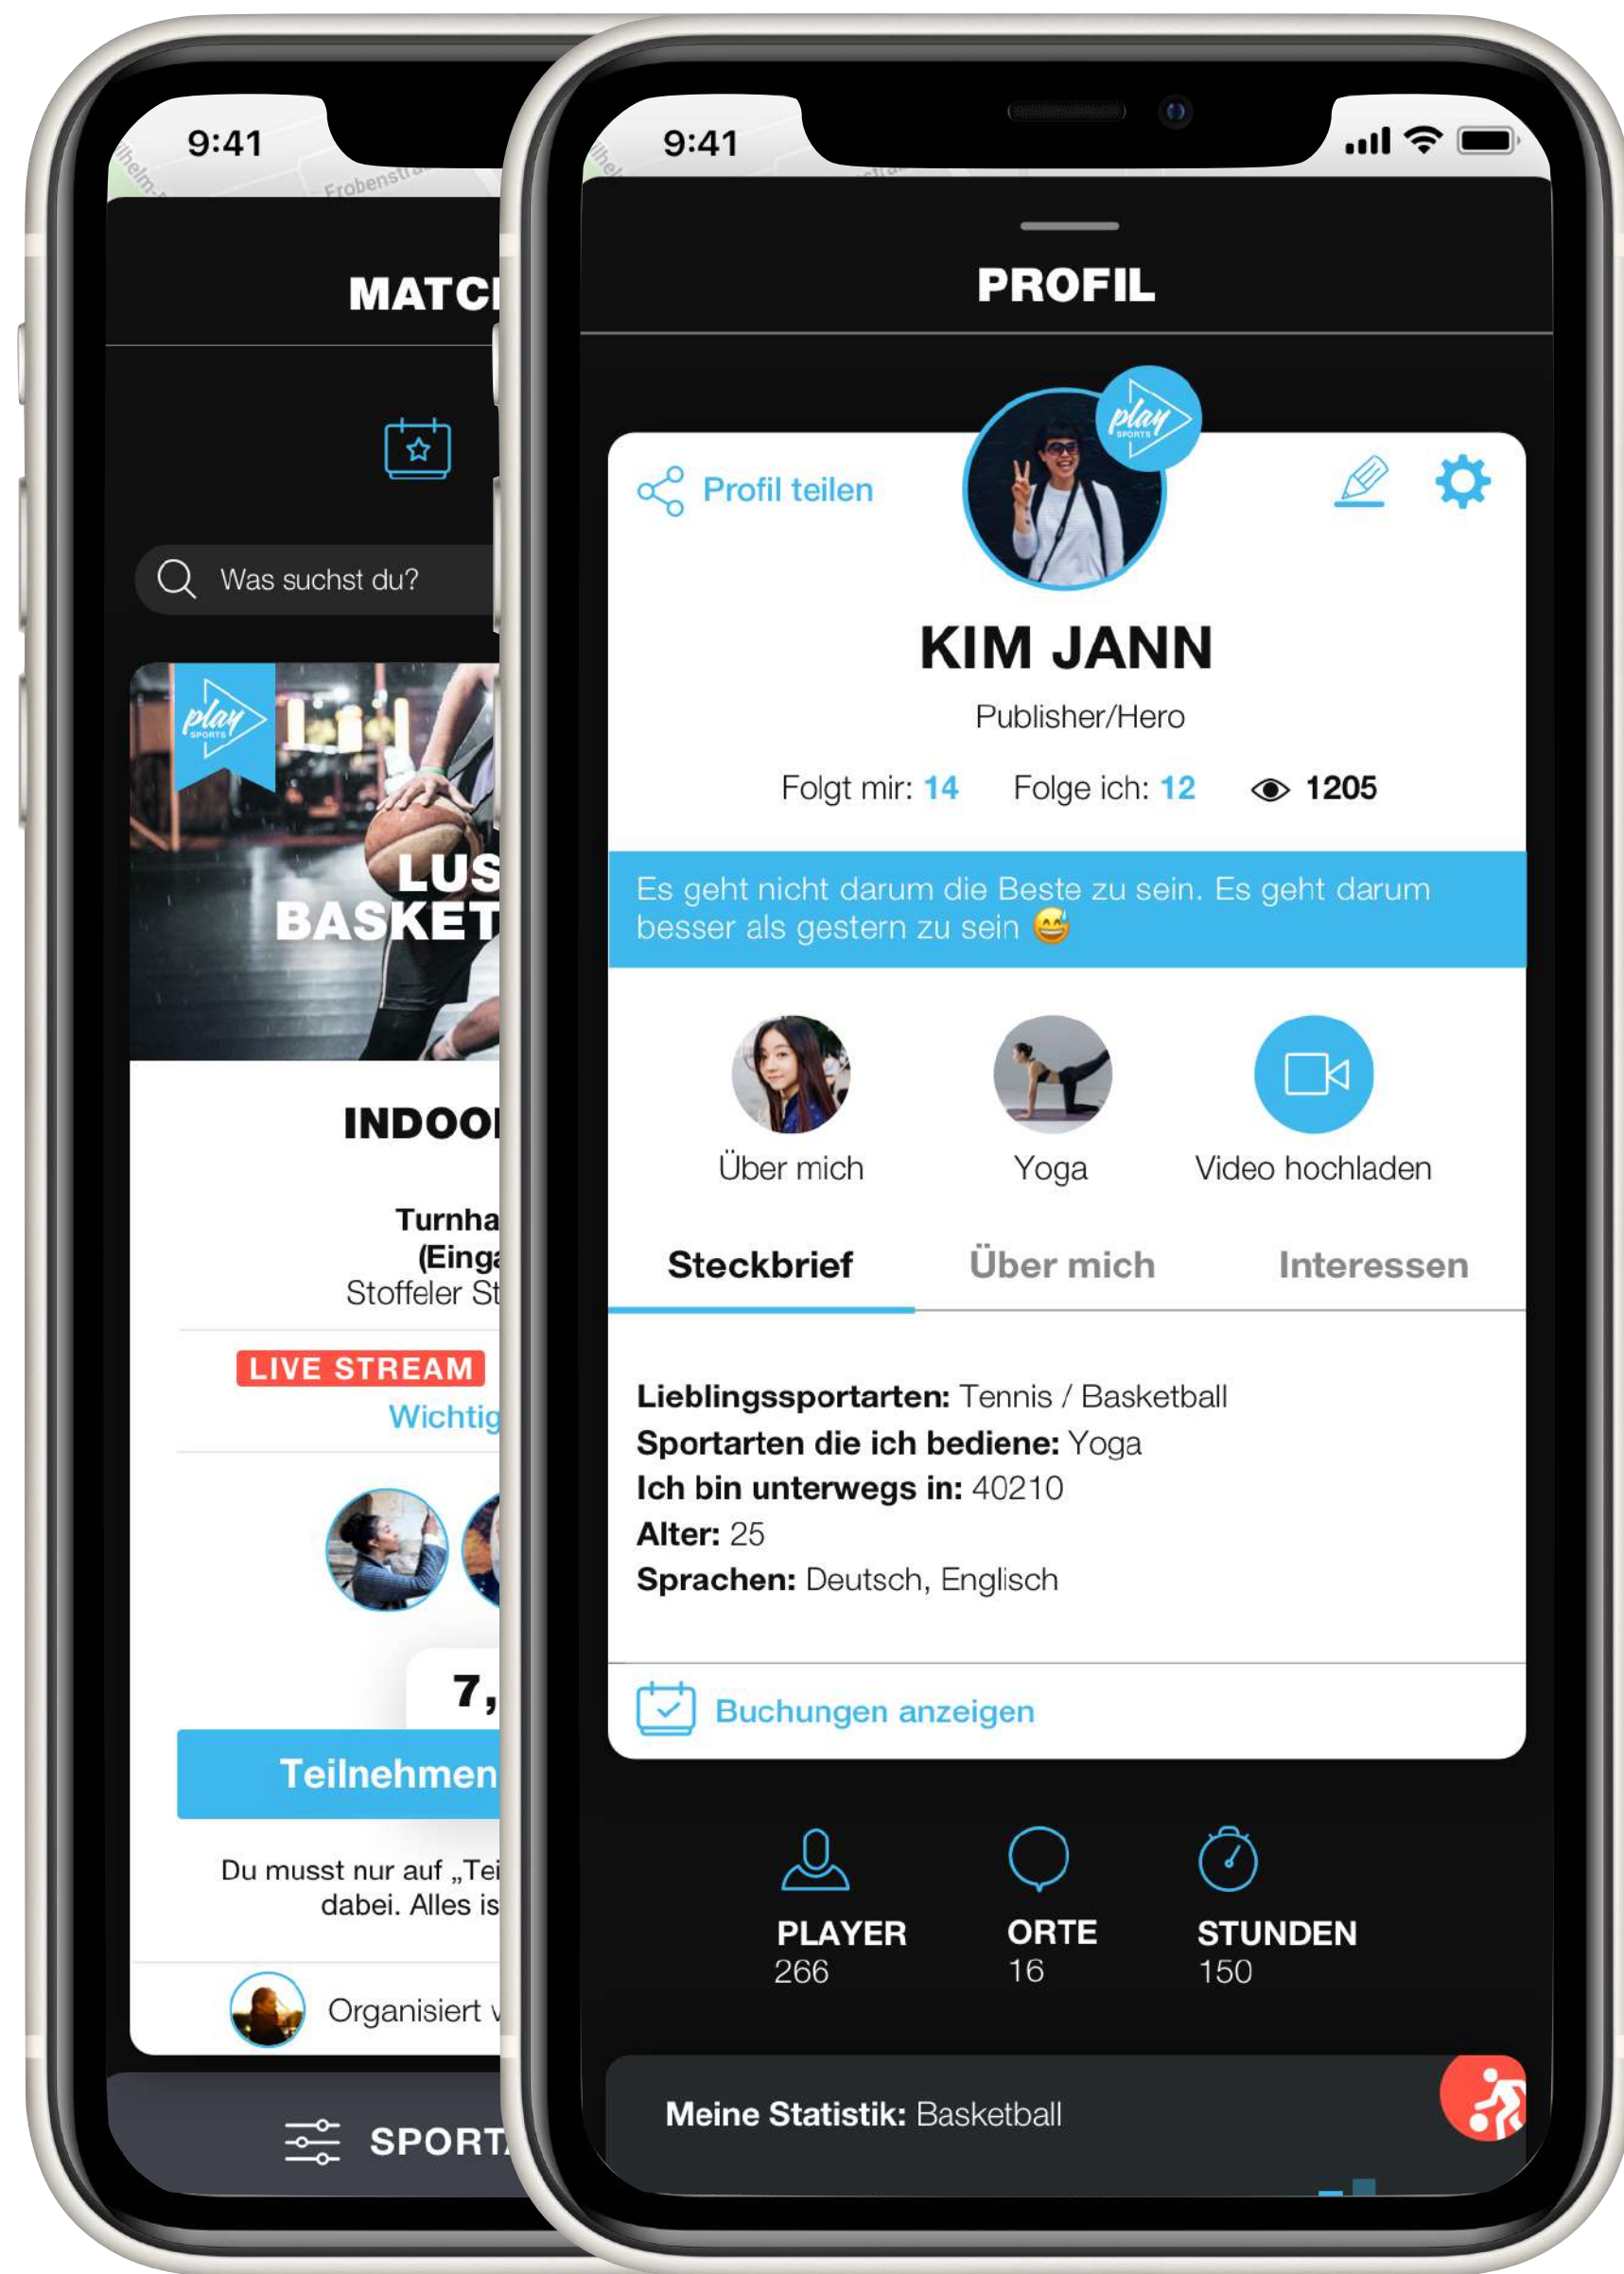 9:41
Frobenstra
MATC
Was suchst du?
play
SPORTS
LUS
BASKET
INDOO
Turnha
(Einga
Stoffeler St
LIVE STREAM
Wichtig
7,
Teilnehmen
Du musst nur auf „Tei
dabei. Alles is
Organisiert v
SPORT
9:41
PROFIL
play
SPORTS
Profil teilen
KIM JANN
Publisher/Hero
Folgt mir: 14 Folge ich: 12 1205
Es geht nicht darum die Beste zu sein. Es geht darum
besser als gestern zu sein 😅
Über mich Yoga Video hochladen
Steckbrief Über mich Interessen
Lieblingssportarten: Tennis / Basketball
Sportarten die ich bediene: Yoga
Ich bin unterwegs in: 40210
Alter: 25
Sprachen: Deutsch, Englisch
Buchungen anzeigen
PLAYER ORTE STUNDEN
266 16 150
Meine Statistik: Basketball